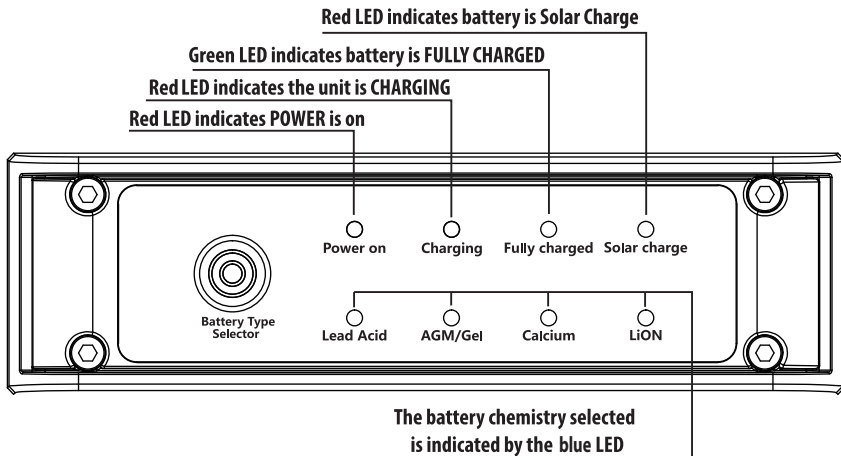 Red LED indicates battery is Solar Charge
Green LED indicates battery is FULLY CHARGED
Red LED indicates the unit is CHARGING
Red LED indicates POWER is on
Power on
Charging
Fully charged
Solar charge
Battery Type
Selector
Lead Acid
AGM/Gel
Calcium
LiON
The battery chemistry selected
is indicated by the blue LED